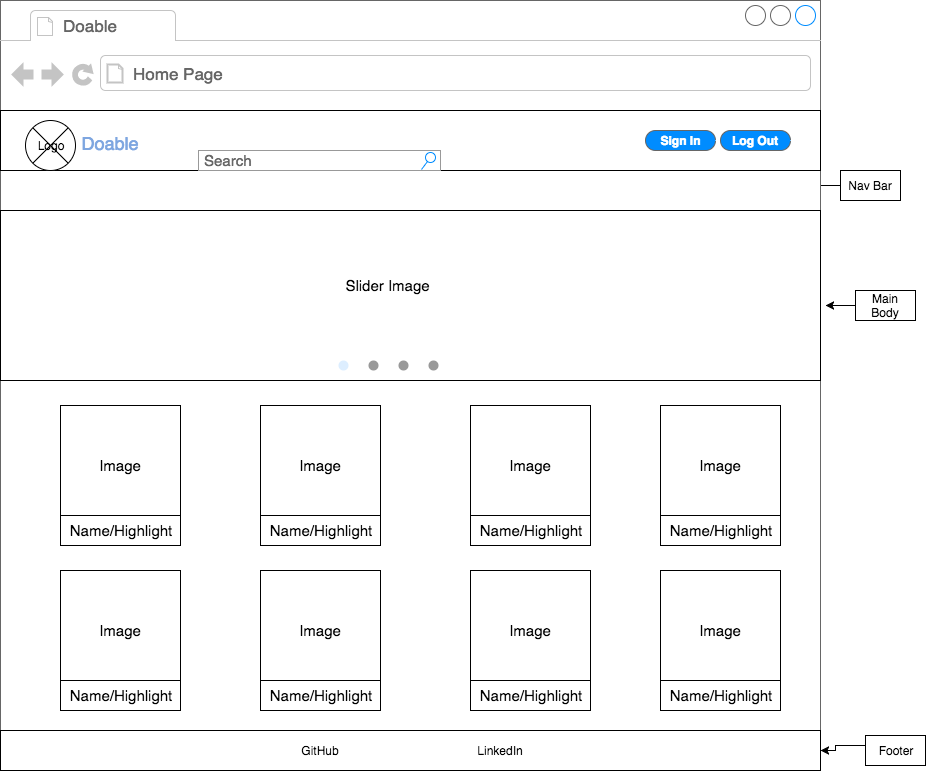 Doable
Home Page
Logo
Doable
Sign In
Log Out
Search
Nav Bar
Slider Image
Main
Body
Image
Image
Image
Image
Name/Highlight
Name/Highlight
Name/Highlight
Name/Highlight
Image
Image
Image
Image
Name/Highlight
Name/Highlight
Name/Highlight
Name/Highlight
GitHub
LinkedIn
Footer